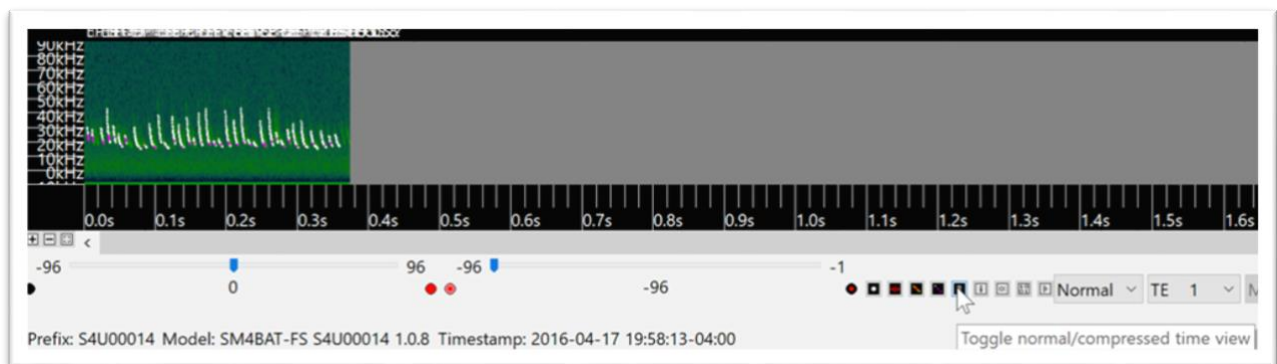 90kHz
80kHz
70kHz
60kHz
50kHz
40kHz
30kHz
20kHz
10kHz
0kHz
0.0s 0.1s 0.2s 0.3s 0.4s 0.5s 0.6s 0.7s 0.8s 0.9s 1.0s 1.1s 1.2s 1.3s 1.4s 1.5s 1.6s
-96 96 -96 -1
0 -96 Normal TE 1
Prefix: S4U00014 Model: SM4BAT-FS S4U00014 1.0.8 Timestamp: 2016-04-17 19:58:13-04:00 Toggle normal/compressed time view